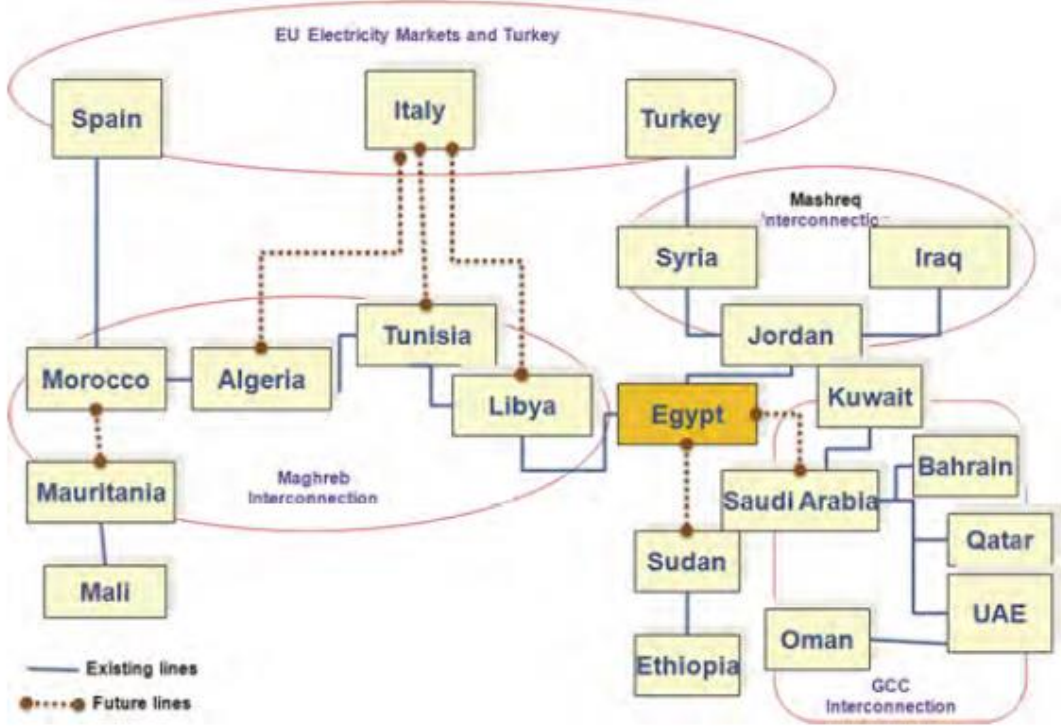 EU Electricity Markets and Turkey
Spain
Italy
Turkey
Mashreq
Interconnectic
Syria
Iraq
Jordan
Tunisia
Morocco
Algeria
Libya
Egypt
Kuwait
Mauritania
Maghreb
Interconnection
Bahrain
Saudi Arabia
Qatar
Sudan
Mali
UAE
Oman
Ethiopia
Existing lines
Future lines
GCC
Interconnection